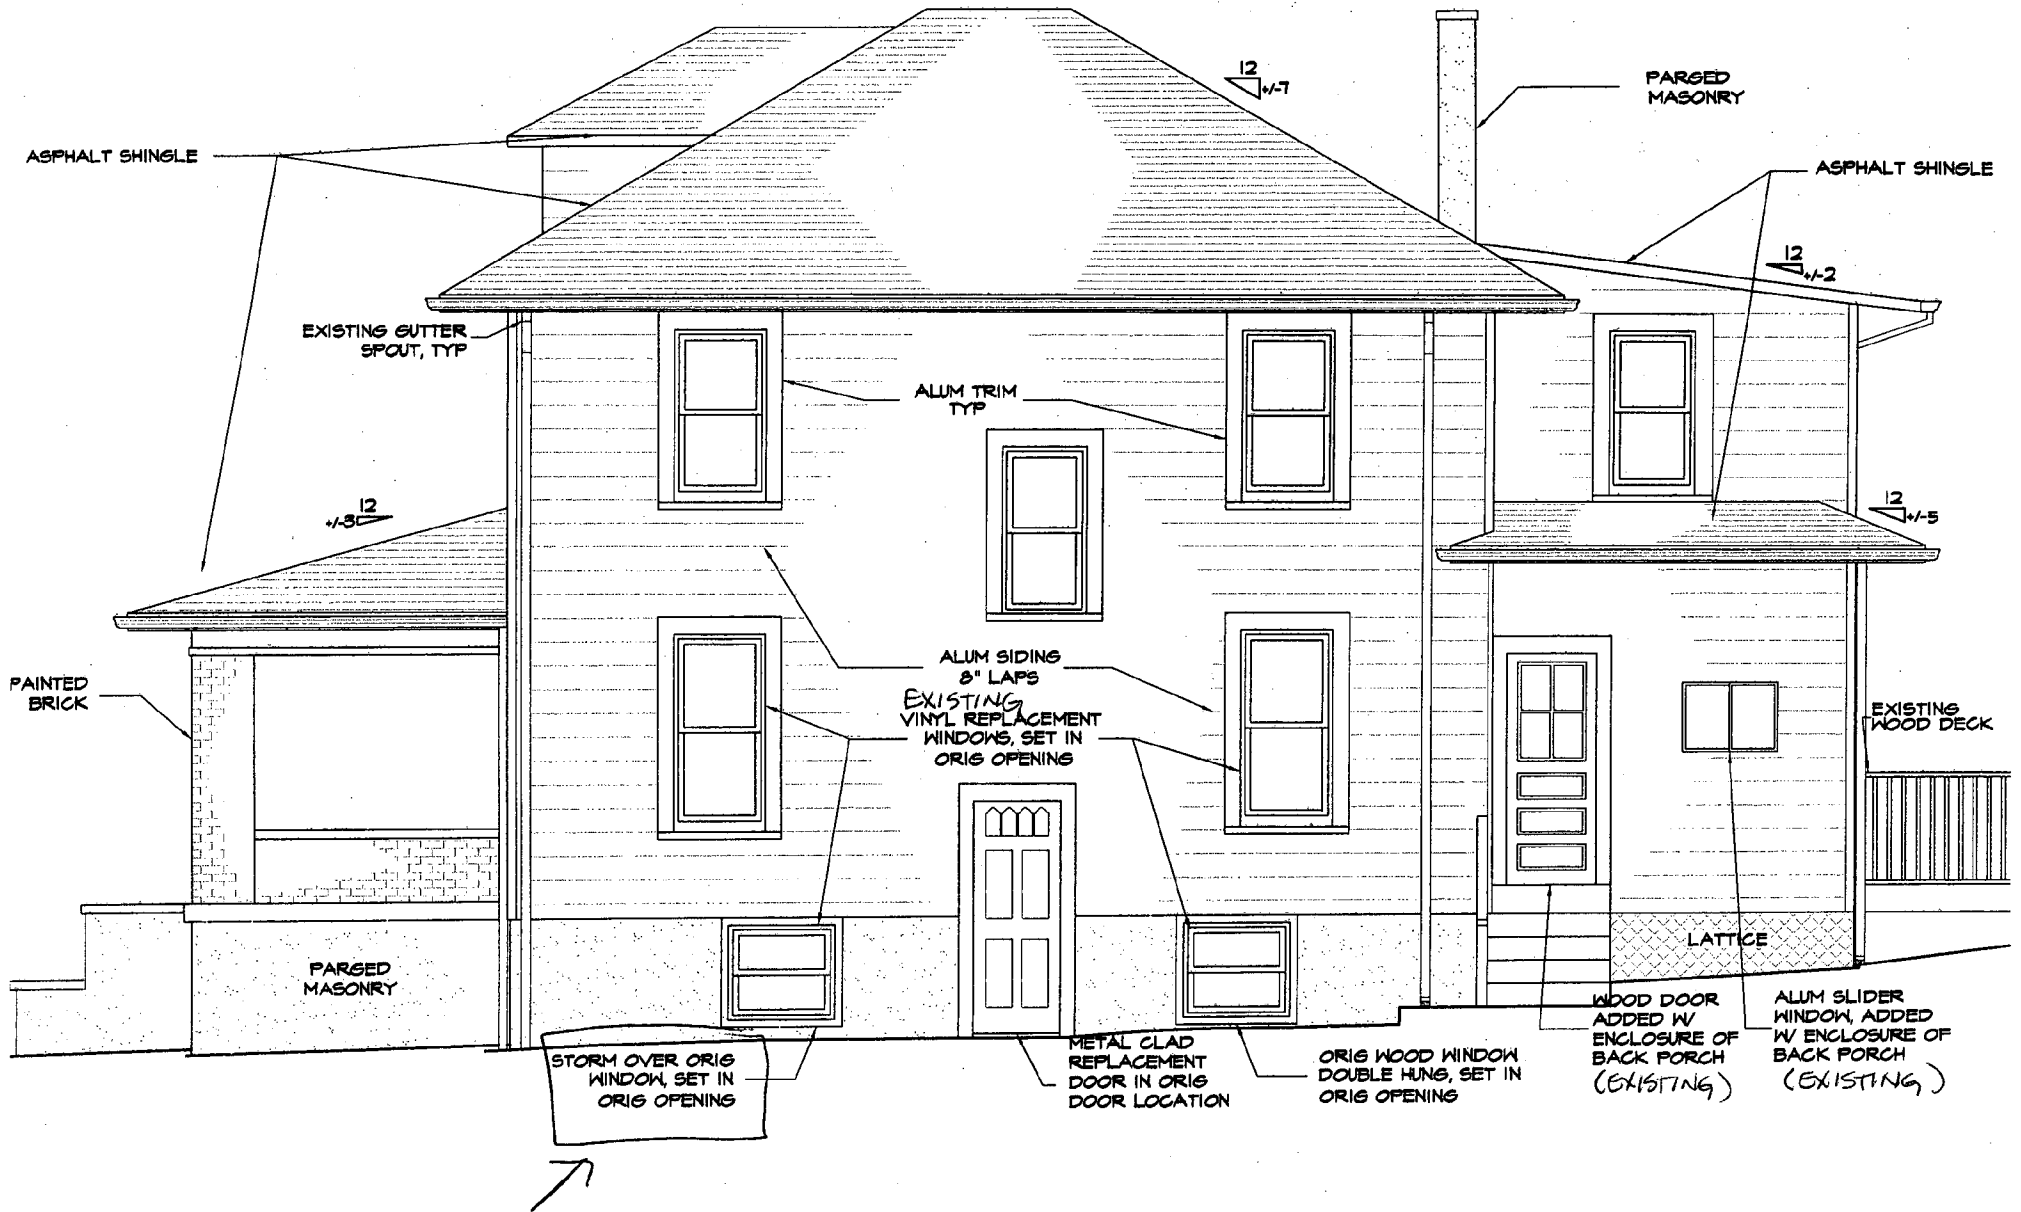 12
+/-7
PARGED
MASONRY
ASPHALT SHINGLE
ASPHALT SHINGLE
12
+/-2
EXISTING GUTTER
SPOUT, TYP
ALUM TRIM
TYP
12
+/-3
12
+/-5
ALUM SIDING
8" LAPS
EXISTING
VINYL REPLACEMENT
WINDOWS, SET IN
ORIG OPENING
PAINTED
BRICK
EXISTING
WOOD DECK
LATTICE
PARGED
MASONRY
STORM OVER ORIG
WINDOW, SET IN
ORIG OPENING
METAL CLAD
REPLACEMENT
DOOR IN ORIG
DOOR LOCATION
ORIG WOOD WINDOW
DOUBLE HUNG, SET IN
ORIG OPENING
WOOD DOOR
ADDED W/
ENCLOSURE OF
BACK PORCH
(EXISTING)
ALUM SLIDER
WINDOW, ADDED
W/ ENCLOSURE OF
BACK PORCH
(EXISTING)